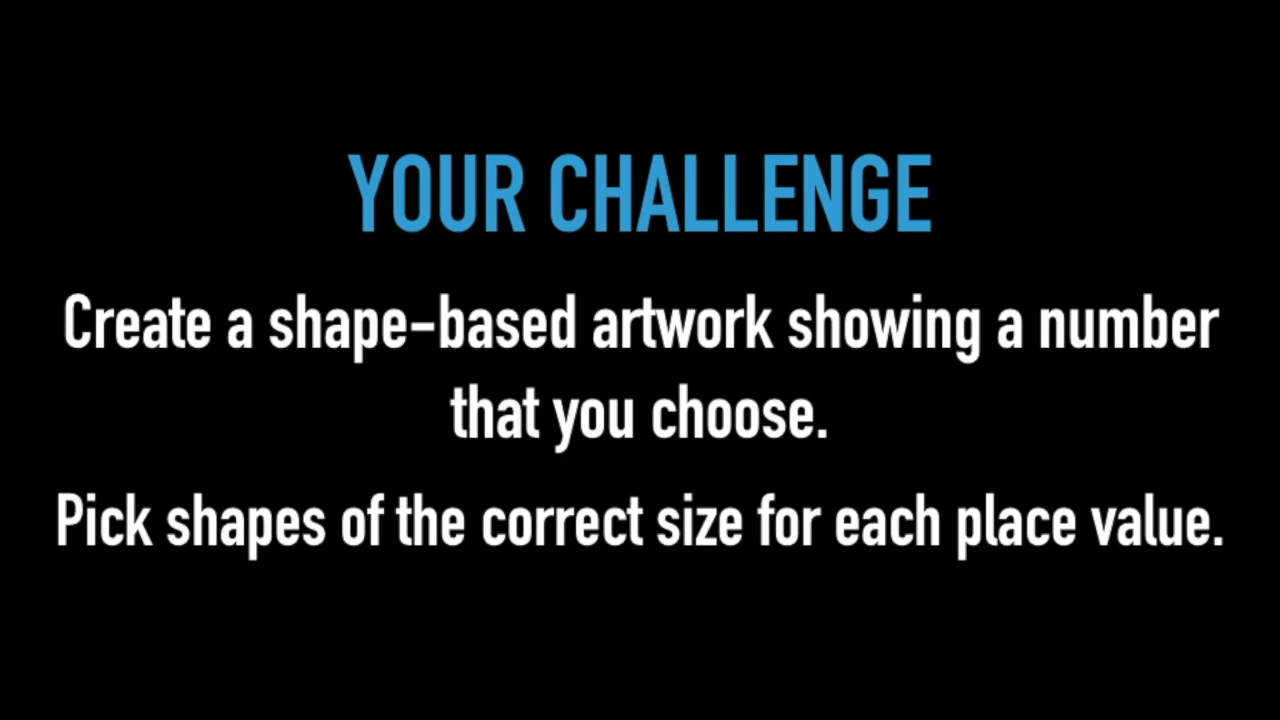 YOUR CHALLENGE
Create a shape-based artwork showing a number
that you choose.
Pick shapes of the correct size for each place value.